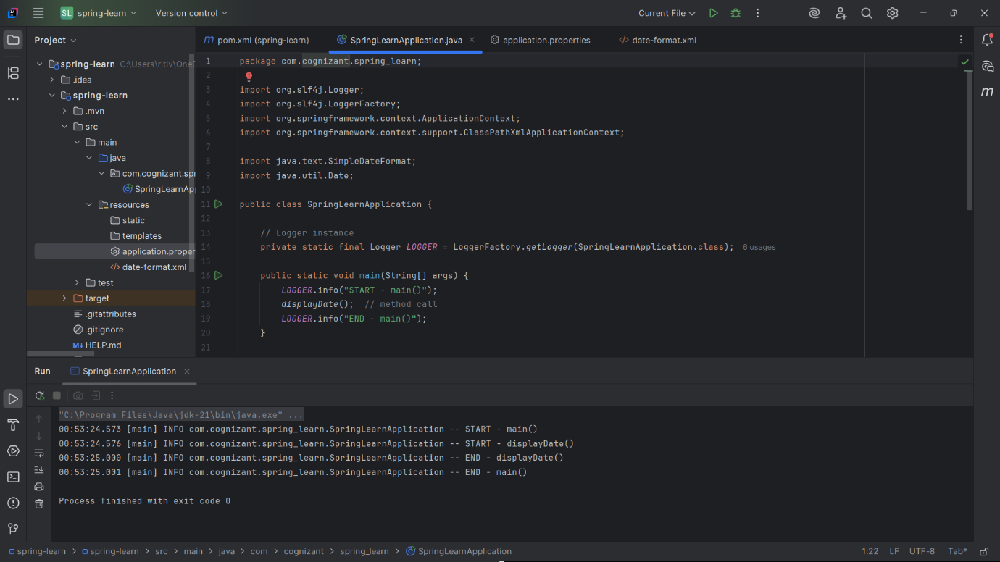 SL spring-learn Version control Current File
Project
pom.xml (spring-learn) SpringLearnApplication.java application.properties date-format.xml
spring-learn C:\Users\ritiv\OneD
.idea
spring-learn
.mvn
src
main
java
com.cognizant.spr
SpringLearnAp
resources
static
templates
application.proper
date-format.xml
test
target
.gitattributes
.gitignore
M↓ HELP.md
1 package com.cognizant.spring_learn;
2
3 import org.slf4j.Logger;
4 import org.slf4j.LoggerFactory;
5 import org.springframework.context.ApplicationContext;
6 import org.springframework.context.support.ClassPathXmlApplicationContext;
7
8 import java.text.SimpleDateFormat;
9 import java.util.Date;
10
11 public class SpringLearnApplication {
12
13 // Logger instance
14 private static final Logger LOGGER = LoggerFactory.getLogger(SpringLearnApplication.class); 6 usages
15
16 public static void main(String[] args) {
17 LOGGER.info("START - main()");
18 displayDate(); // method call
19 LOGGER.info("END - main()");
20 }
21
Run SpringLearnApplication
"C:\Program Files\Java\jdk-21\bin\java.exe" ...
00:53:24.573 [main] INFO com.cognizant.spring_learn.SpringLearnApplication -- START - main()
00:53:24.576 [main] INFO com.cognizant.spring_learn.SpringLearnApplication -- START - displayDate()
00:53:25.000 [main] INFO com.cognizant.spring_learn.SpringLearnApplication -- END - displayDate()
00:53:25.001 [main] INFO com.cognizant.spring_learn.SpringLearnApplication -- END - main()
Process finished with exit code 0
spring-learn > spring-learn > src > main > java > com > cognizant > spring_learn > SpringLearnApplication 1:22 LF UTF-8 Tab*